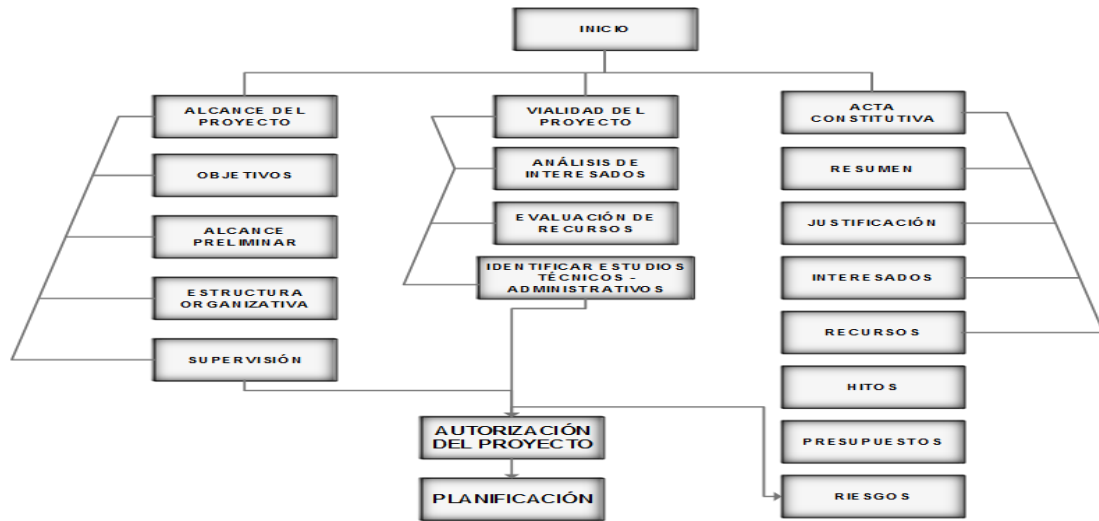 INICIO
ALCANCE DEL
PROYECTO
OBJETIVOS
ALCANCE
PRELIMINAR
ESTRUCTURA
ORGANIZATIVA
SUPERVISIÓN
VIALIDAD DEL
PROYECTO
ANÁLISIS DE
INTERESADOS
EVALUACIÓN DE
RECURSOS
IDENTIFICAR ESTUDIOS
TÉCNICOS -
ADMINISTRATIVOS
ACTA
CONSTITUTIVA
RESUMEN
JUSTIFICACIÓN
INTERESADOS
RECURSOS
HITOS
PRESUPUESTOS
RIESGOS
AUTORIZACIÓN
DEL PROYECTO
PLANIFICACIÓN